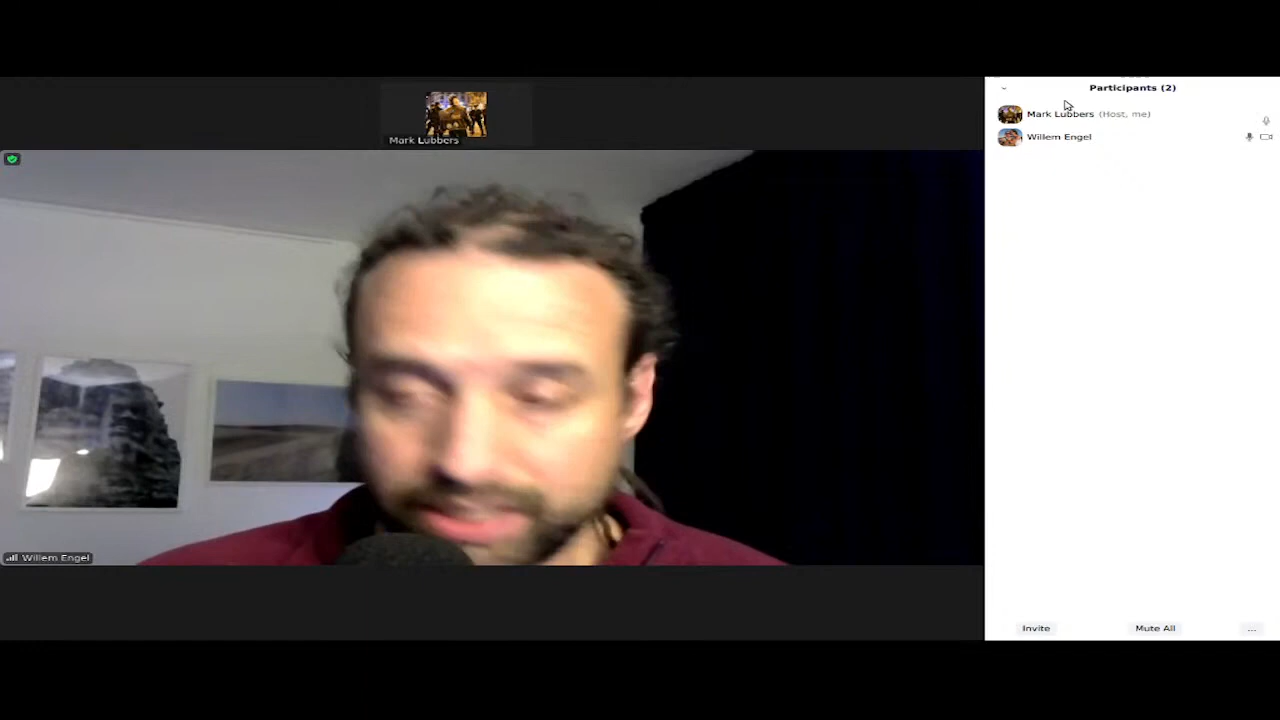 Participants (2)
Mark Lubbers (Host, me)
Willem Engel
Mark Lubbers
Willem Engel
Invite
Mute All
...